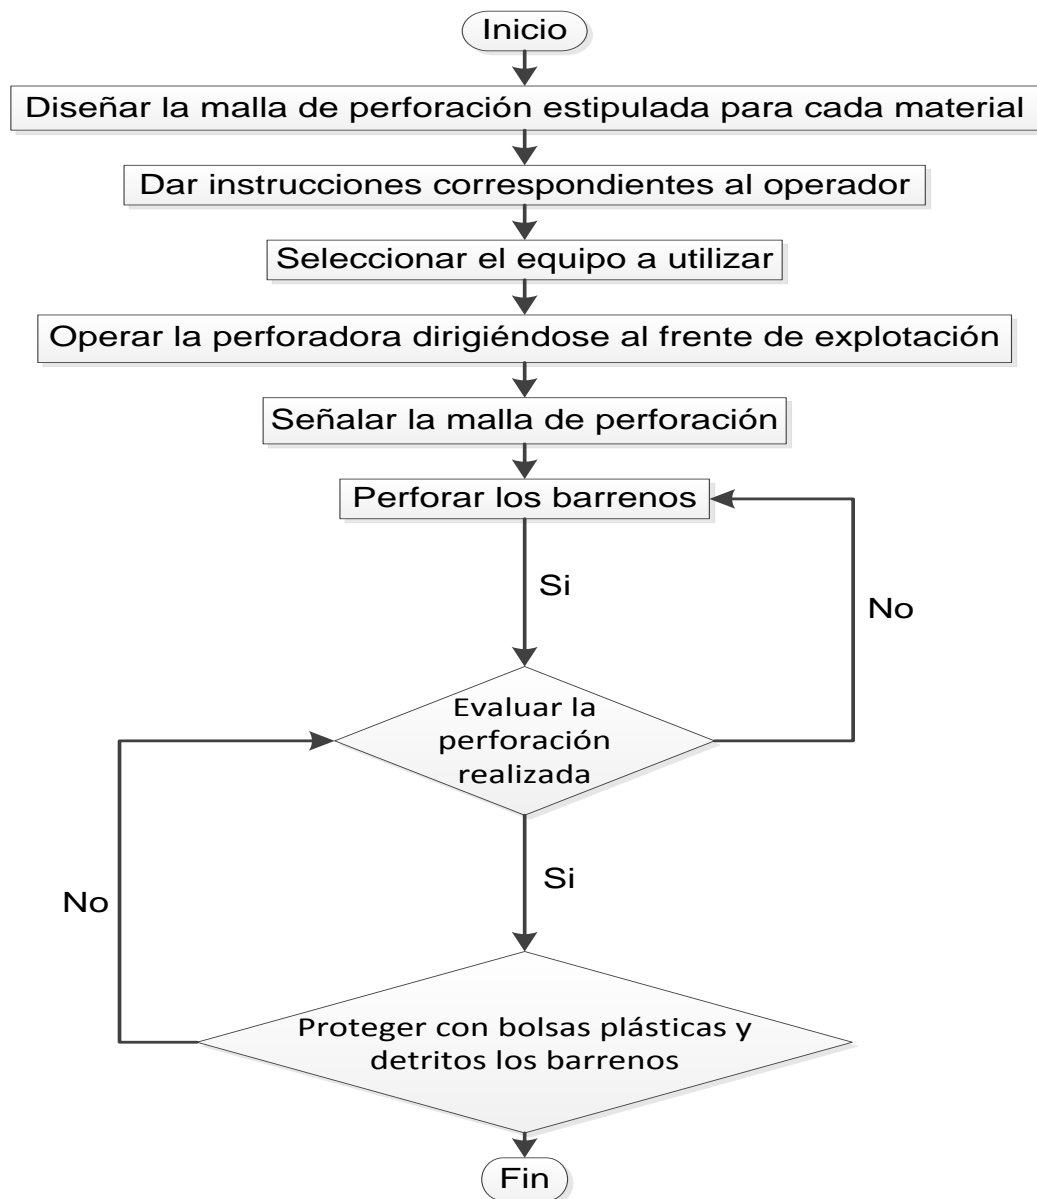 Inicio
Diseñar la malla de perforación estipulada para cada material
Dar instrucciones correspondientes al operador
Seleccionar el equipo a utilizar
Operar la perforadora dirigiéndose al frente de explotación
Señalar la malla de perforación
Perforar los barrenos
Si
No
Evaluar la
perforación
realizada
Si
No
Proteger con bolsas plásticas y
detritos los barrenos
Fin